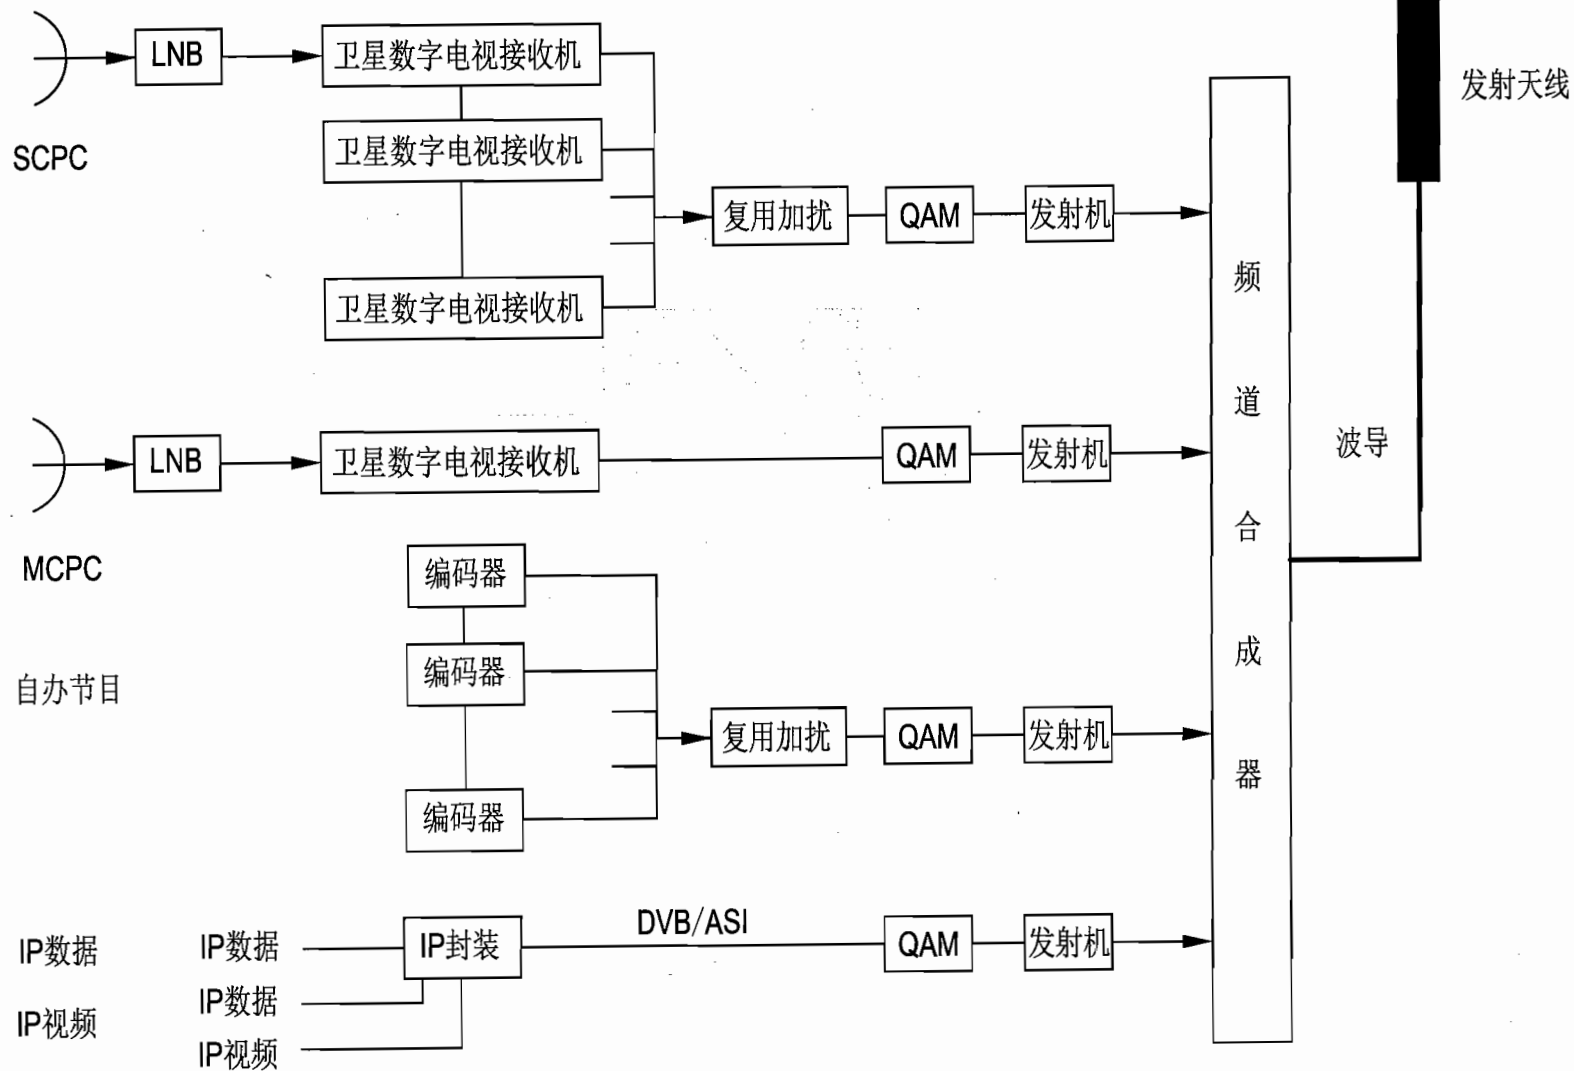 LNB
卫星数字电视接收机
发射天线
SCPC
卫星数字电视接收机
复用加扰
QAM
发射机
卫星数字电视接收机
频道合成器
波导
LNB
卫星数字电视接收机
QAM
发射机
MCPC
编码器
自办节目
编码器
复用加扰
QAM
发射机
编码器
IP数据
IP数据
IP封装
DVB/ASI
QAM
发射机
IP数据
IP视频
IP视频